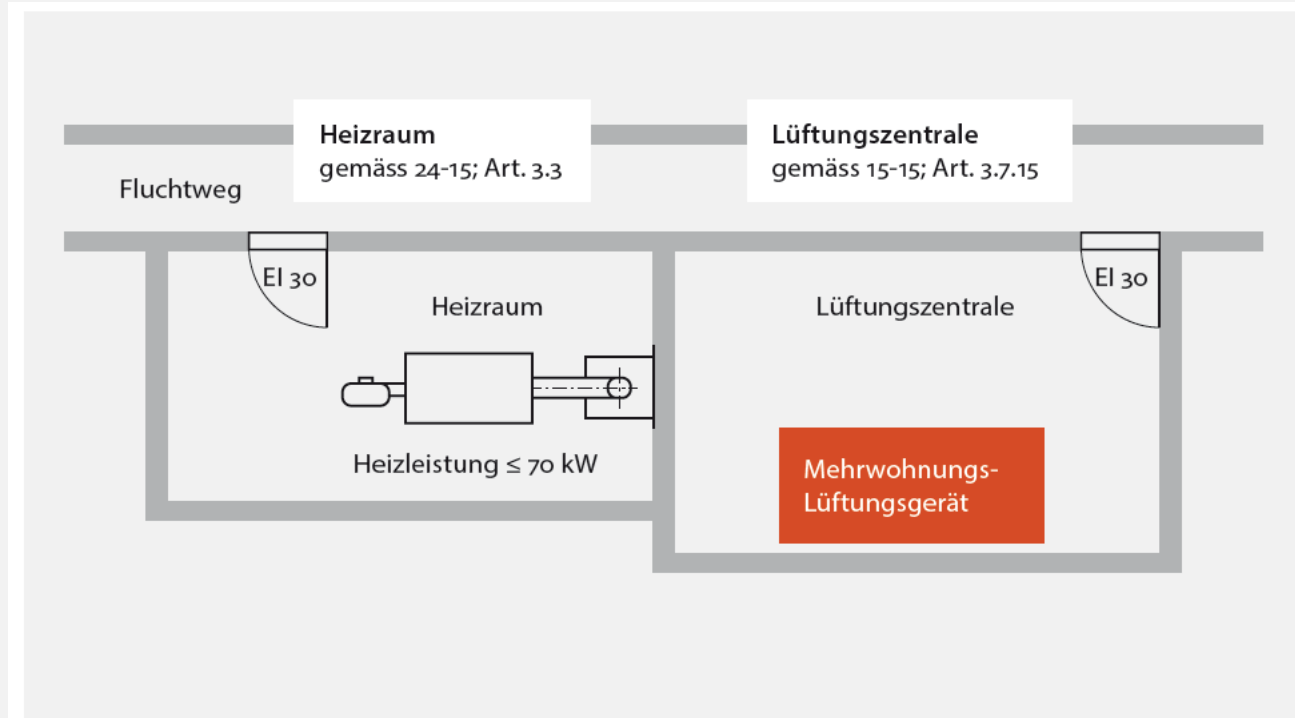 Heizraum
gemäss 24-15; Art. 3.3
Lüftungszentrale
gemäss 15-15; Art. 3.7.15
Fluchtweg
EI 30
EI 30
Heizraum
Lüftungszentrale
Heizleistung ≤ 70 kW
Mehrwohnungs-
Lüftungsgerät